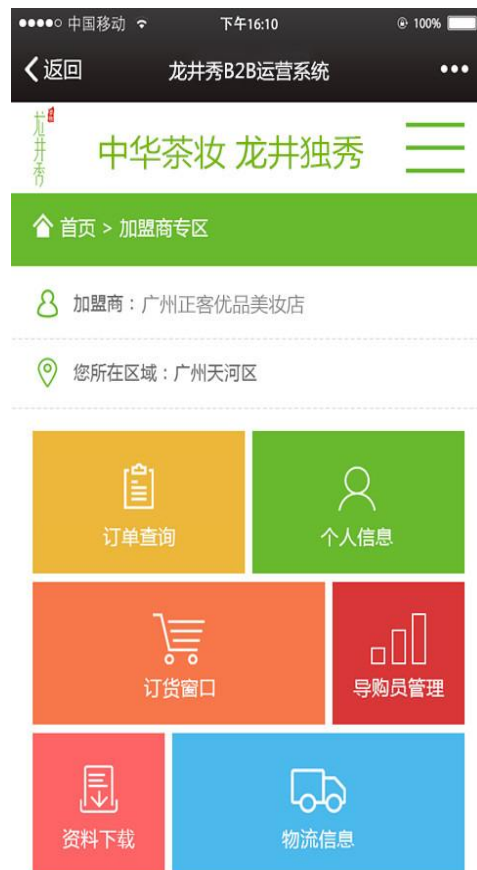 中国移动 下午16:10 100%
返回 龙井秀B2B运营系统
龙井秀 中华茶妆 龙井独秀
首页 > 加盟商专区
加盟商：广州正客优品美妆店
您所在区域：广州天河区
订单查询 个人信息
订货窗口 导购员管理
资料下载 物流信息